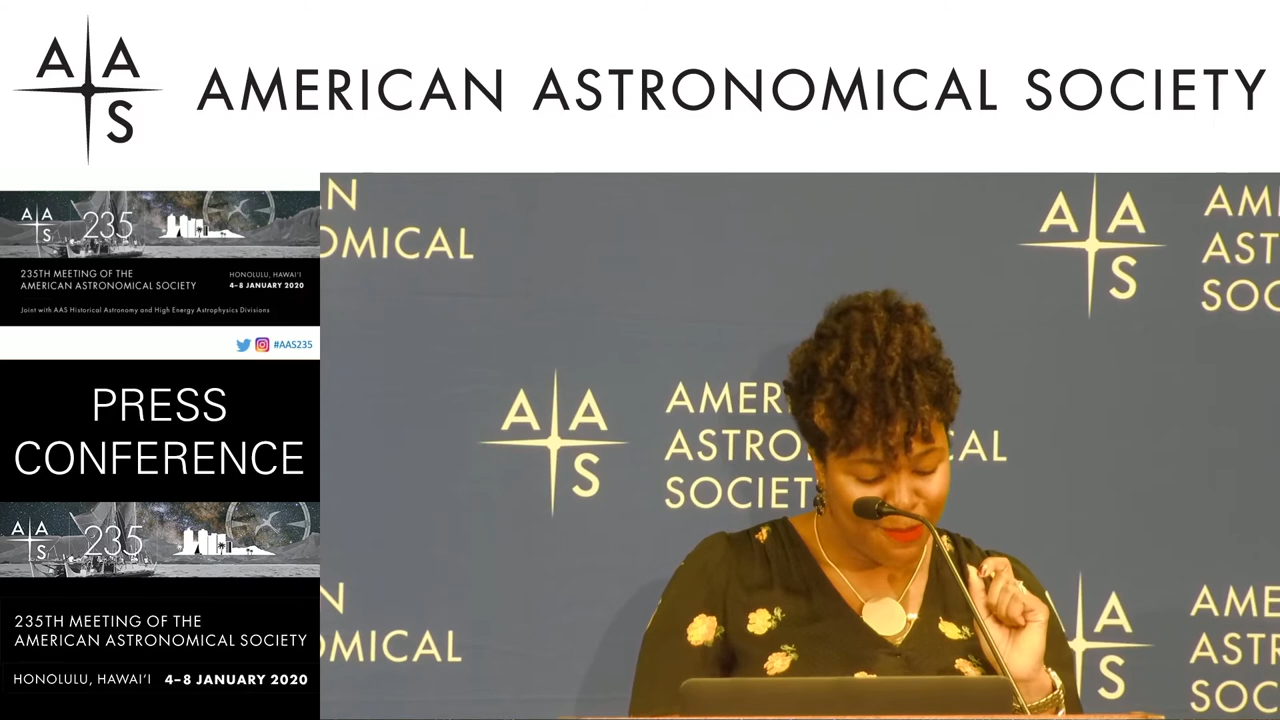 A A
S
AMERICAN ASTRONOMICAL SOCIETY
A A
S
235
235TH MEETING OF THE
AMERICAN ASTRONOMICAL SOCIETY
HONOLULU, HAWAI‘I
4–8 JANUARY 2020
Joint with AAS Historical Astronomy and High Energy Astrophysics Divisions
#AAS235
PRESS
CONFERENCE
A A
S
235
235TH MEETING OF THE
AMERICAN ASTRONOMICAL SOCIETY
HONOLULU, HAWAI‘I 4–8 JANUARY 2020
N
OMICAL
A A
S
AM
AST
SOC
A A
S
AMER
ASTRO CAL
SOCIET
N
OMICAL
A
S
AME
ASTR
SOC